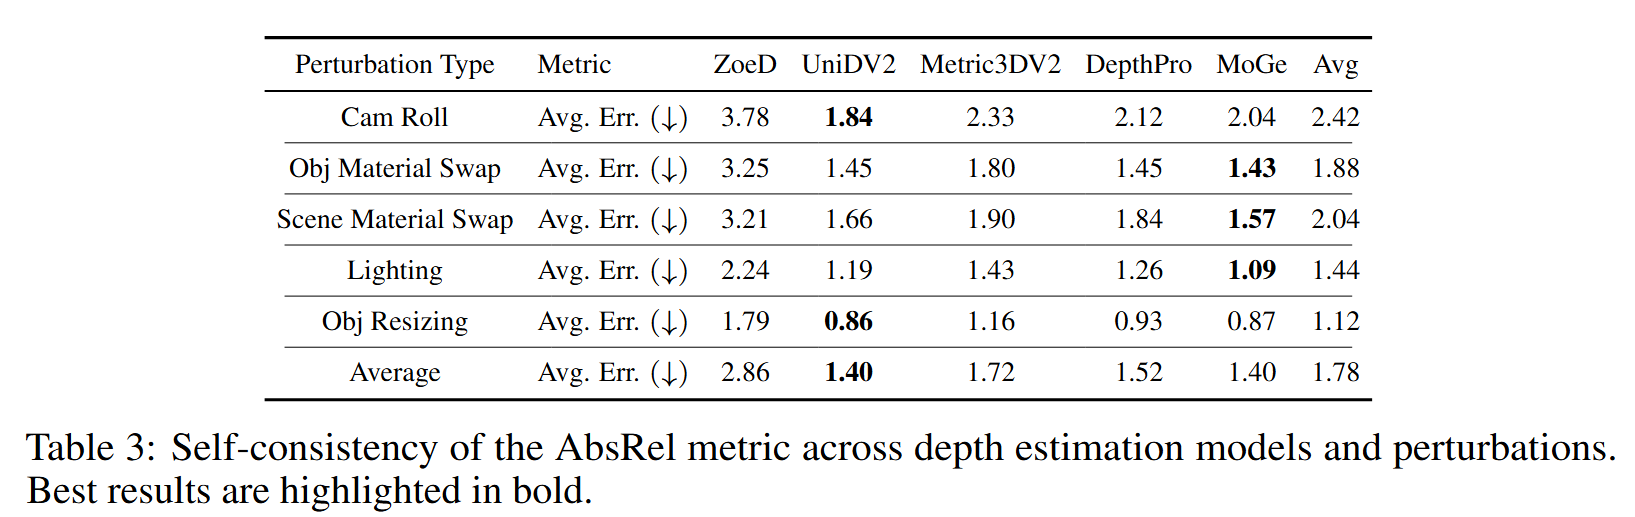 Perturbation Type Metric ZoeD UniDV2 Metric3DV2 DepthPro MoGe Avg
Cam Roll Avg. Err. (↓) 3.78 1.84 2.33 2.12 2.04 2.42
Obj Material Swap Avg. Err. (↓) 3.25 1.45 1.80 1.45 1.43 1.88
Scene Material Swap Avg. Err. (↓) 3.21 1.66 1.90 1.84 1.57 2.04
Lighting Avg. Err. (↓) 2.24 1.19 1.43 1.26 1.09 1.44
Obj Resizing Avg. Err. (↓) 1.79 0.86 1.16 0.93 0.87 1.12
Average Avg. Err. (↓) 2.86 1.40 1.72 1.52 1.40 1.78
Table 3: Self-consistency of the AbsRel metric across depth estimation models and perturbations.
Best results are highlighted in bold.